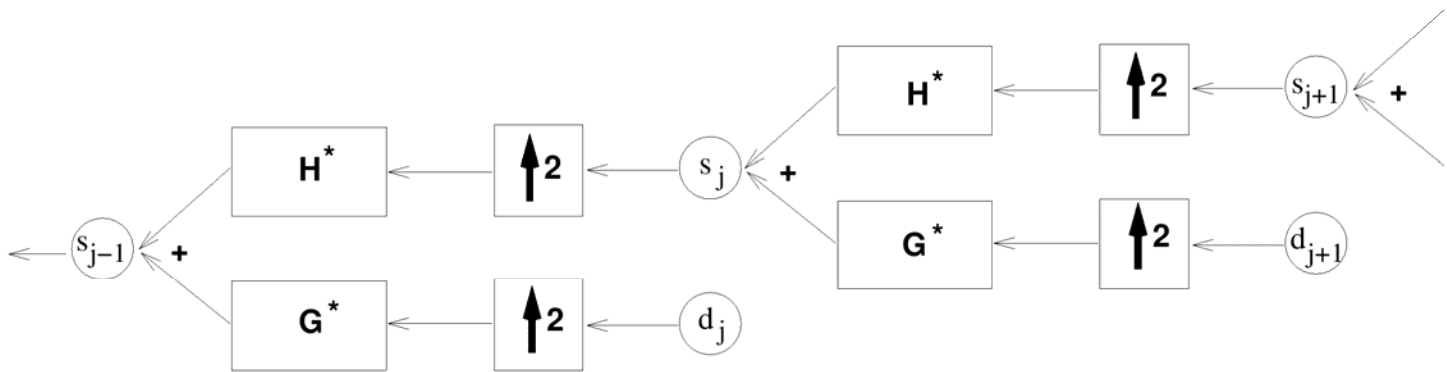 H* ↑2 s_{j+1} +
H* ↑2 s_j +
G* ↑2 d_{j+1}
s_{j-1} +
G* ↑2 d_j